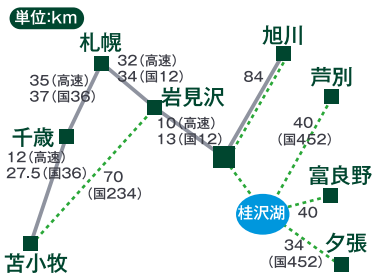 単位:km
札幌
旭川
32(高速)
34(国12)
84
芦別
35(高速)
37(国36)
岩見沢
10(高速)
13(国12)
40
(国452)
千歳
12(高速)
27.5(国36)
70
(国234)
富良野
40
桂沢湖
夕張
34
(国452)
苫小牧